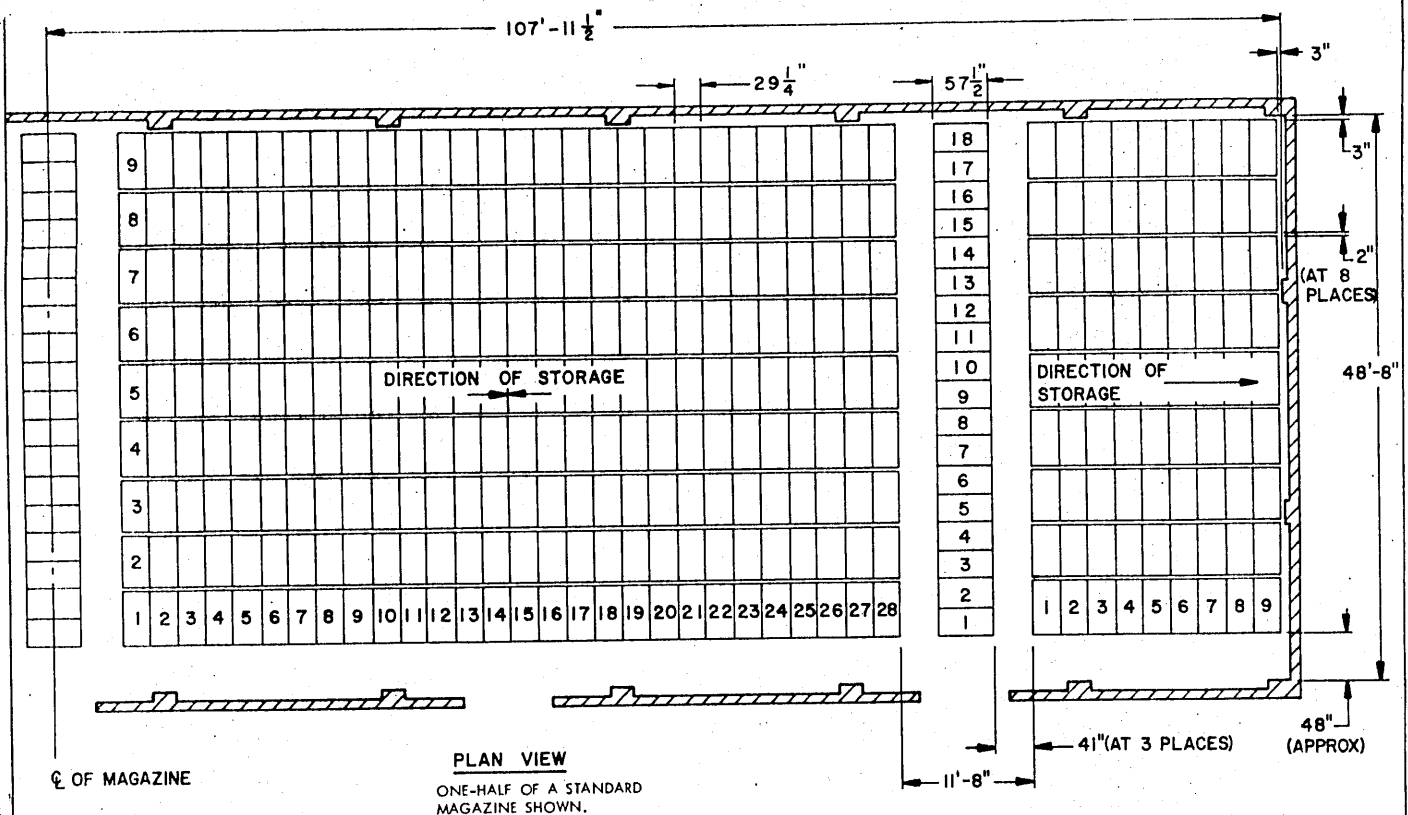 107'-11 1/2"
3"
29 1/4"
57 1/2"
3"
2"
(AT 8
PLACES)
48'-8"
9
8
7
6
5
4
3
2
1 2 3 4 5 6 7 8 9 10 11 12 13 14 15 16 17 18 19 20 21 22 23 24 25 26 27 28
DIRECTION OF STORAGE
18
17
16
15
14
13
12
11
10
9
8
7
6
5
4
3
2
1
DIRECTION OF
STORAGE
1 2 3 4 5 6 7 8 9
48"
(APPROX)
41"(AT 3 PLACES)
11'-8"
℄ OF MAGAZINE
PLAN VIEW
ONE-HALF OF A STANDARD
MAGAZINE SHOWN.